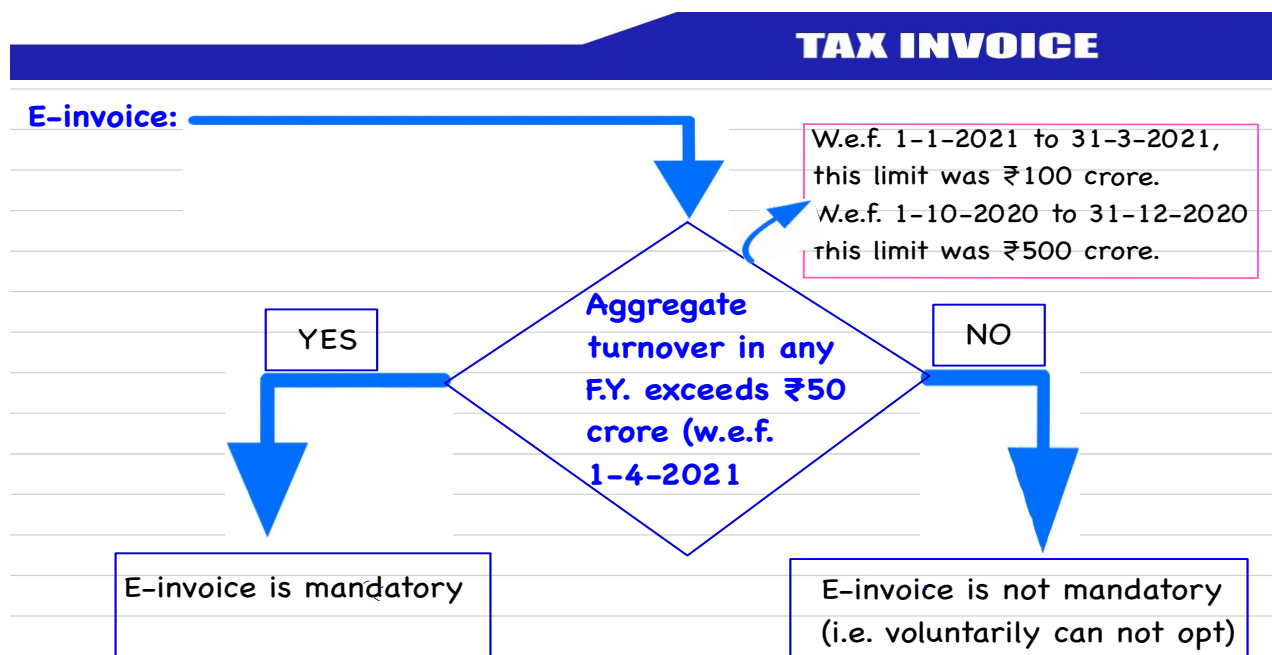 TAX INVOICE
E-invoice:
W.e.f. 1-1-2021 to 31-3-2021,
this limit was ₹100 crore.
W.e.f. 1-10-2020 to 31-12-2020
this limit was ₹500 crore.
Aggregate
turnover in any
F.Y. exceeds ₹50
crore (w.e.f.
1-4-2021
YES
NO
E-invoice is mandatory
E-invoice is not mandatory
(i.e. voluntarily can not opt)